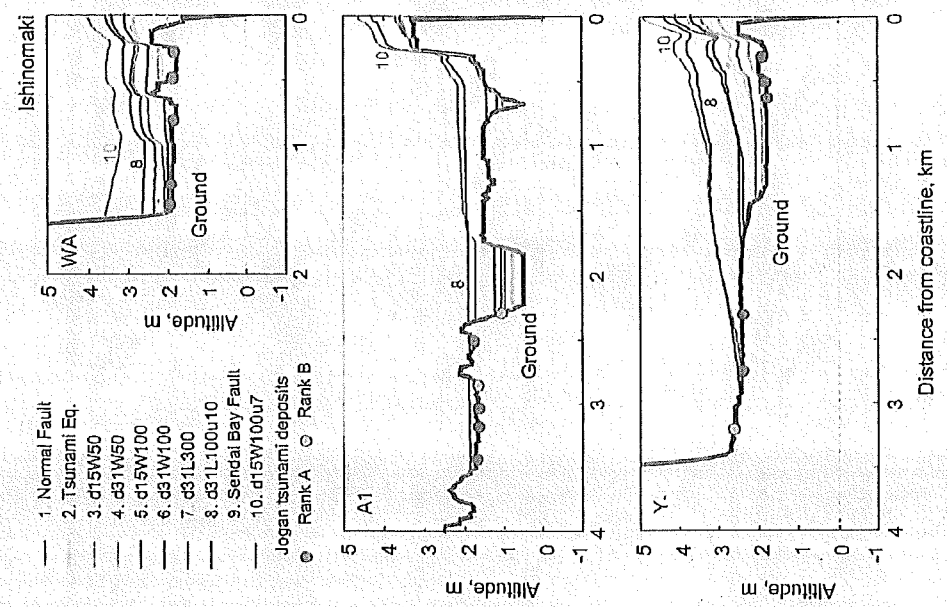 1. Normal Fault
2. Tsunami Eq.
3. d15W50
4. d31W50
5. d15W100
6. d31W100
7. d31L300
8. d31L100u10
9. Sendai Bay Fault
10. d15W100u7
Jogan tsunami deposits
Rank A Rank B
Ishinomaki
WA
10
8
Ground
5
4
3
2
1
0
-1
Altitude, m
0
1
2
A1
10
8
Ground
5
4
3
2
1
0
-1
Altitude, m
0
1
2
3
4
Y
10
8
Ground
5
4
3
2
1
0
-1
Altitude, m
0
1
2
3
4
Distance from coastline, km